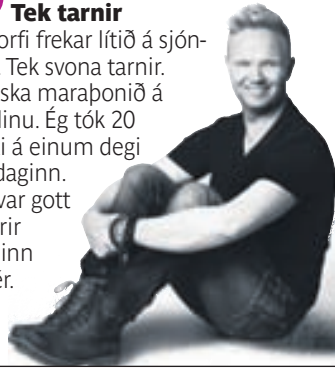 Tek tarnir
orfi frekar lítið á sjón-
. Tek svona tarnir.
ska maraþonið á
linu. Ég tók 20
i á einum degi
daginn.
var gott
rir
inn
ér.